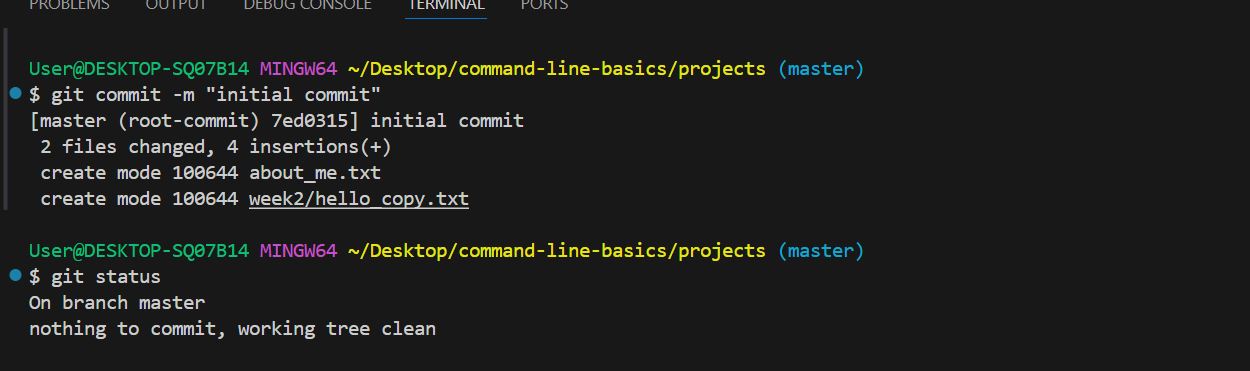 PROBLEMS OUTPUT DEBUG CONSOLE TERMINAL PORTS
User@DESKTOP-SQ07B14 MINGW64 ~/Desktop/command-line-basics/projects (master)
$ git commit -m "initial commit"
[master (root-commit) 7ed0315] initial commit
 2 files changed, 4 insertions(+)
 create mode 100644 about_me.txt
 create mode 100644 week2/hello_copy.txt
User@DESKTOP-SQ07B14 MINGW64 ~/Desktop/command-line-basics/projects (master)
$ git status
On branch master
nothing to commit, working tree clean